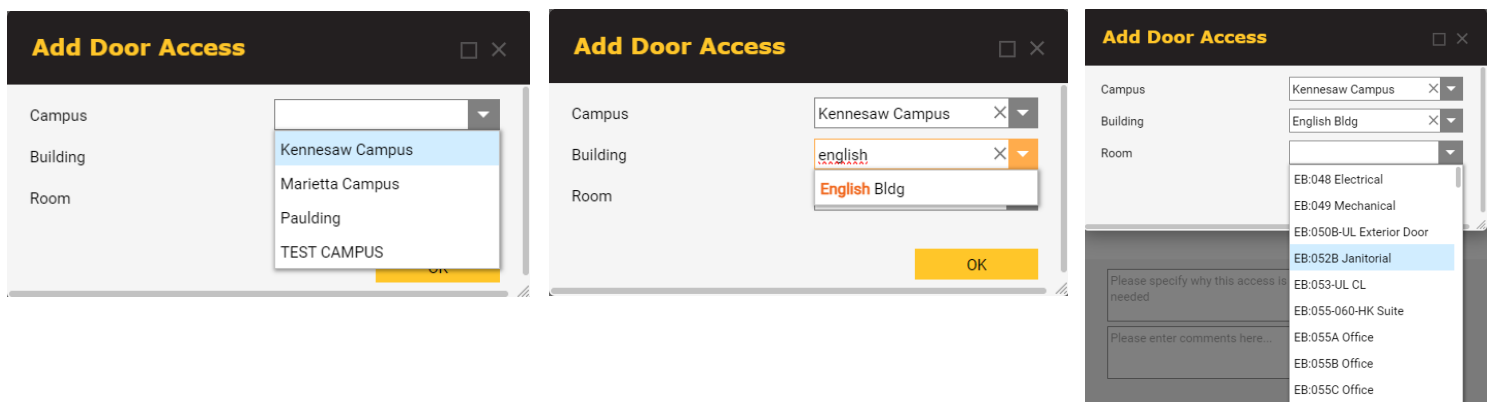 Add Door Access
Campus
Kennesaw Campus
Marietta Campus
Paulding
TEST CAMPUS
Building
Room
OK
Add Door Access
Campus
Kennesaw Campus
Building
english
English Bldg
Room
OK
Add Door Access
Campus
Kennesaw Campus
Building
English Bldg
Room
EB:048 Electrical
EB:049 Mechanical
EB:050B-UL Exterior Door
EB:052B Janitorial
EB:053-UL CL
EB:055-060-HK Suite
EB:055A Office
EB:055B Office
EB:055C Office
Please specify why this access is
needed
Please enter comments here...